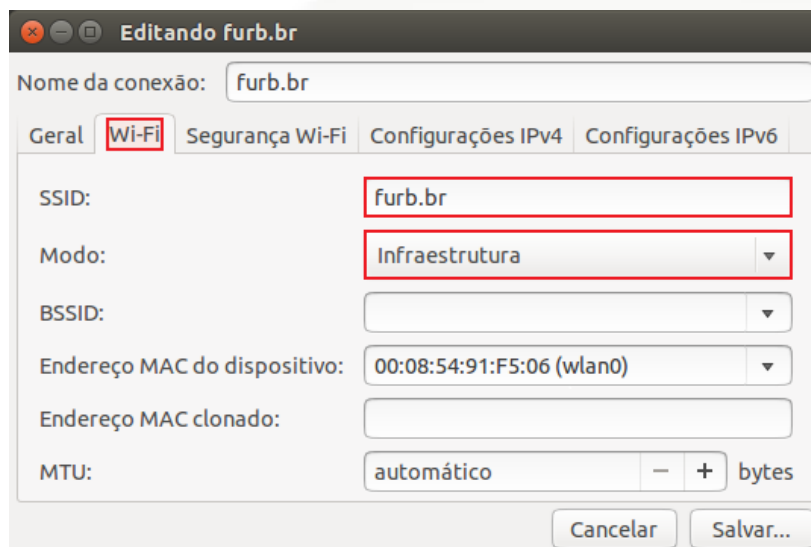 Editando furb.br
Nome da conexão: furb.br
Geral Wi-Fi Segurança Wi-Fi Configurações IPv4 Configurações IPv6
SSID: furb.br
Modo: Infraestrutura
BSSID:
Endereço MAC do dispositivo: 00:08:54:91:F5:06 (wlan0)
Endereço MAC clonado:
MTU: automático − + bytes
Cancelar Salvar...